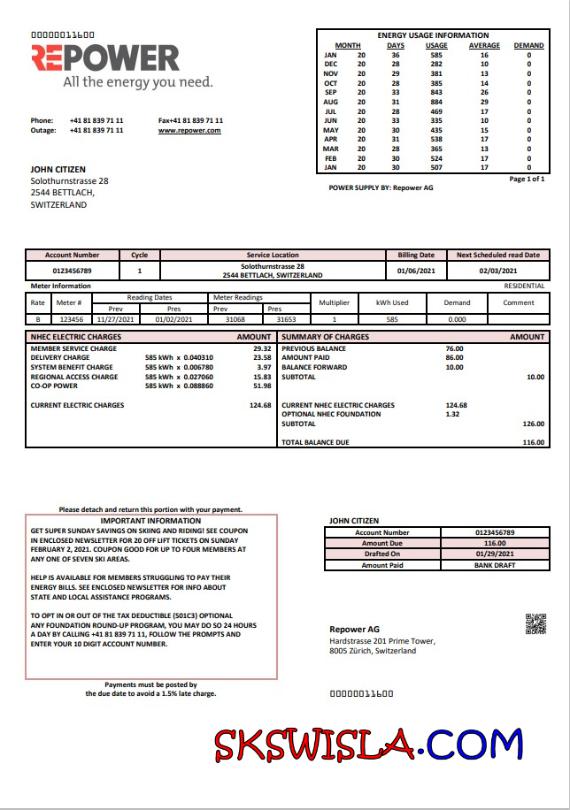 00000011600
REPOWER
All the energy you need.
Phone: +41 81 839 71 11 Fax+41 81 839 71 11
Outage: +41 81 839 71 11 www.repower.com
JOHN CITIZEN
Solothurnstrasse 28
2544 BETTLACH,
SWITZERLAND
ENERGY USAGE INFORMATION
MONTH DAYS USAGE AVERAGE DEMAND
JAN 20 36 585 16 0
DEC 20 28 282 10 0
NOV 20 29 381 13 0
OCT 20 28 385 14 0
SEP 20 33 843 26 0
AUG 20 31 884 29 0
JUL 20 28 469 17 0
JUN 20 33 335 10 0
MAY 20 30 435 15 0
APR 20 31 538 17 0
MAR 20 28 365 13 0
FEB 20 30 524 17 0
JAN 20 30 507 17 0
Page 1 of 1
POWER SUPPLY BY: Repower AG
Account Number Cycle Service Location Billing Date Next Scheduled read Date
0123456789 1 Solothurnstrasse 28 01/06/2021 02/03/2021
2544 BETTLACH, SWITZERLAND
Meter Information RESIDENTIAL
Rate Meter # Reading Dates Meter Readings Multiplier kWh Used Demand Comment
Prev Pres Prev Pres
B 123456 11/27/2021 01/02/2021 31068 31653 1 585 0.000
NHEC ELECTRIC CHARGES AMOUNT SUMMARY OF CHARGES AMOUNT
MEMBER SERVICE CHARGE 29.32 PREVIOUS BALANCE 76.00
DELIVERY CHARGE 585 kWh x 0.040310 23.58 AMOUNT PAID 86.00
SYSTEM BENEFIT CHARGE 585 kWh x 0.006780 3.97 BALANCE FORWARD 10.00
REGIONAL ACCESS CHARGE 585 kWh x 0.027060 15.83 SUBTOTAL 10.00
CO-OP POWER 585 kWh x 0.088860 51.98
CURRENT ELECTRIC CHARGES 124.68 CURRENT NHEC ELECTRIC CHARGES 124.68
OPTIONAL NHEC FOUNDATION 1.32
SUBTOTAL 126.00
TOTAL BALANCE DUE 116.00
Please detach and return this portion with your payment.
IMPORTANT INFORMATION
GET SUPER SUNDAY SAVINGS ON SKIING AND RIDING! SEE COUPON
IN ENCLOSED NEWSLETTER FOR 20 OFF LIFT TICKETS ON SUNDAY
FEBRUARY 2, 2021. COUPON GOOD FOR UP TO FOUR MEMBERS AT
ANY ONE OF SEVEN SKI AREAS.
HELP IS AVAILABLE FOR MEMBERS STRUGGLING TO PAY THEIR
ENERGY BILLS. SEE ENCLOSED NEWSLETTER FOR INFO ABOUT
STATE AND LOCAL ASSISTANCE PROGRAMS.
TO OPT IN OR OUT OF THE TAX DEDUCTIBLE (501C3) OPTIONAL
ANY FOUNDATION ROUND-UP PROGRAM, YOU MAY DO SO 24 HOURS
A DAY BY CALLING +41 81 839 71 11, FOLLOW THE PROMPTS AND
ENTER YOUR 10 DIGIT ACCOUNT NUMBER.
Payments must be posted by
the due date to avoid a 1.5% late charge.
JOHN CITIZEN
Account Number 0123456789
Amount Due 116.00
Drafted On 01/29/2021
Amount Paid BANK DRAFT
Repower AG
Hardstrasse 201 Prime Tower,
8005 Zürich, Switzerland
00000011600
SKSWISLA.COM